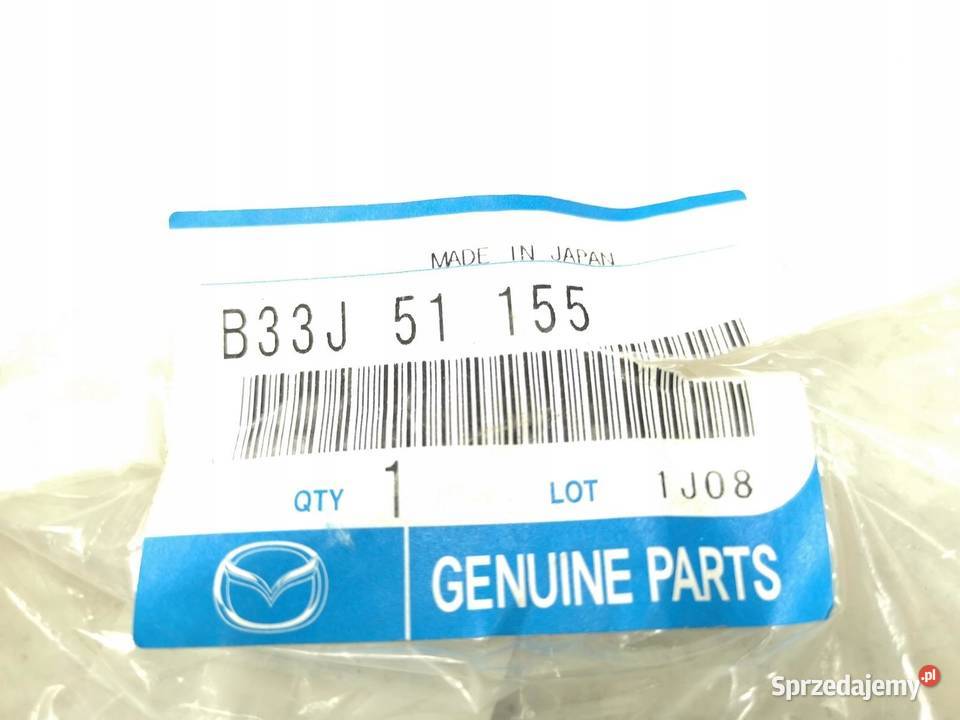 MADE IN JAPAN
B33J 51 155
QTY 1 LOT 1J08
GENUINE PARTS
Sprzedajemy.pl